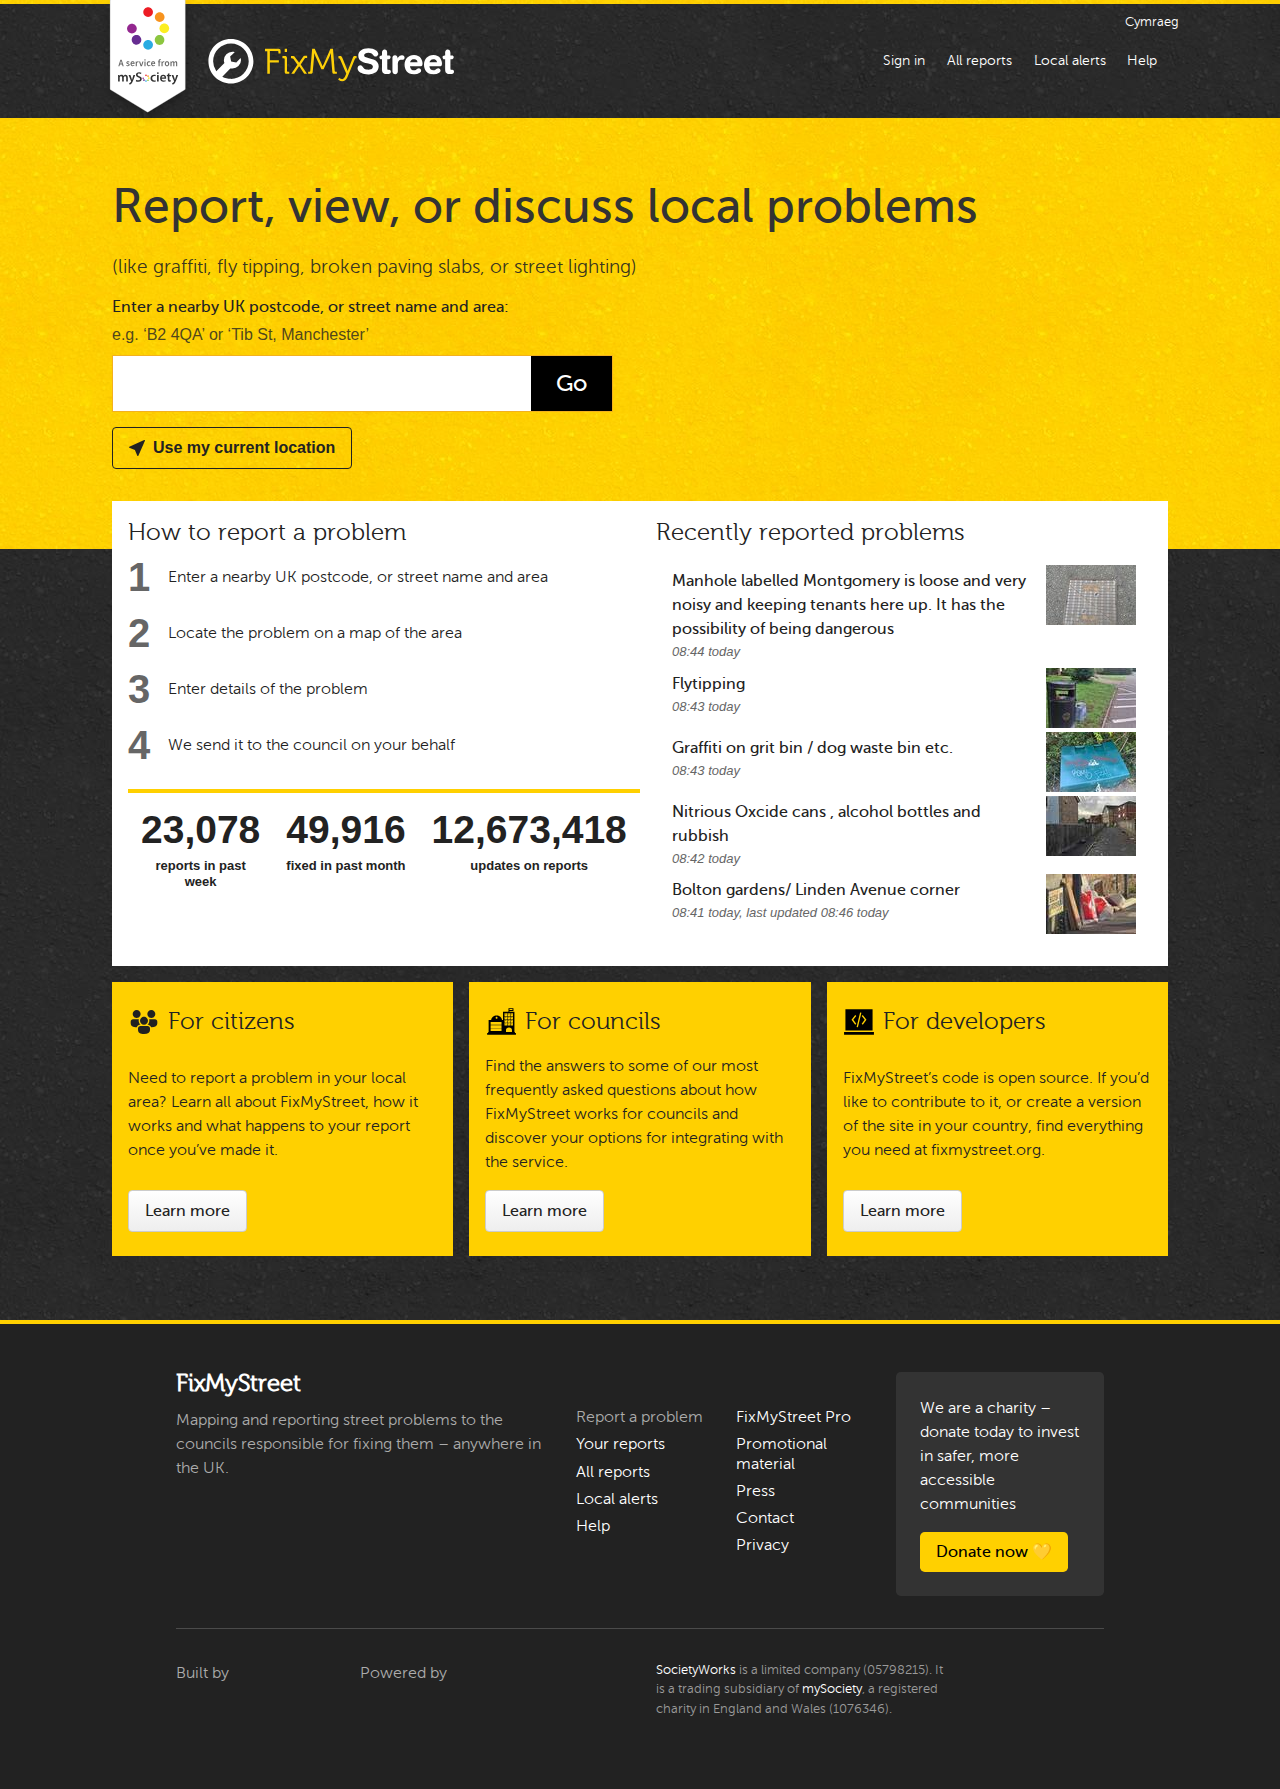 Cymraeg
A service from
mySociety
FixMyStreet
Sign in
All reports
Local alerts
Help
Report, view, or discuss local problems
(like graffiti, fly tipping, broken paving slabs, or street lighting)
Enter a nearby UK postcode, or street name and area:
e.g. ‘B2 4QA’ or ‘Tib St, Manchester’
Go
Use my current location
How to report a problem
1 Enter a nearby UK postcode, or street name and area
2 Locate the problem on a map of the area
3 Enter details of the problem
4 We send it to the council on your behalf
23,078
reports in past
week
49,916
fixed in past month
12,673,418
updates on reports
Recently reported problems
Manhole labelled Montgomery is loose and very
noisy and keeping tenants here up. It has the
possibility of being dangerous
08:44 today
Flytipping
08:43 today
Graffiti on grit bin / dog waste bin etc.
08:43 today
Nitrious Oxcide cans , alcohol bottles and
rubbish
08:42 today
Bolton gardens/ Linden Avenue corner
08:41 today, last updated 08:46 today
For citizens
Need to report a problem in your local
area? Learn all about FixMyStreet, how it
works and what happens to your report
once you’ve made it.
Learn more
For councils
Find the answers to some of our most
frequently asked questions about how
FixMyStreet works for councils and
discover your options for integrating with
the service.
Learn more
For developers
FixMyStreet’s code is open source. If you’d
like to contribute to it, or create a version
of the site in your country, find everything
you need at fixmystreet.org.
Learn more
FixMyStreet
Mapping and reporting street problems to the
councils responsible for fixing them – anywhere in
the UK.
Report a problem
Your reports
All reports
Local alerts
Help
FixMyStreet Pro
Promotional
material
Press
Contact
Privacy
We are a charity –
donate today to invest
in safer, more
accessible
communities
Donate now 💛
Built by
Powered by
SocietyWorks is a limited company (05798215). It
is a trading subsidiary of mySociety, a registered
charity in England and Wales (1076346).